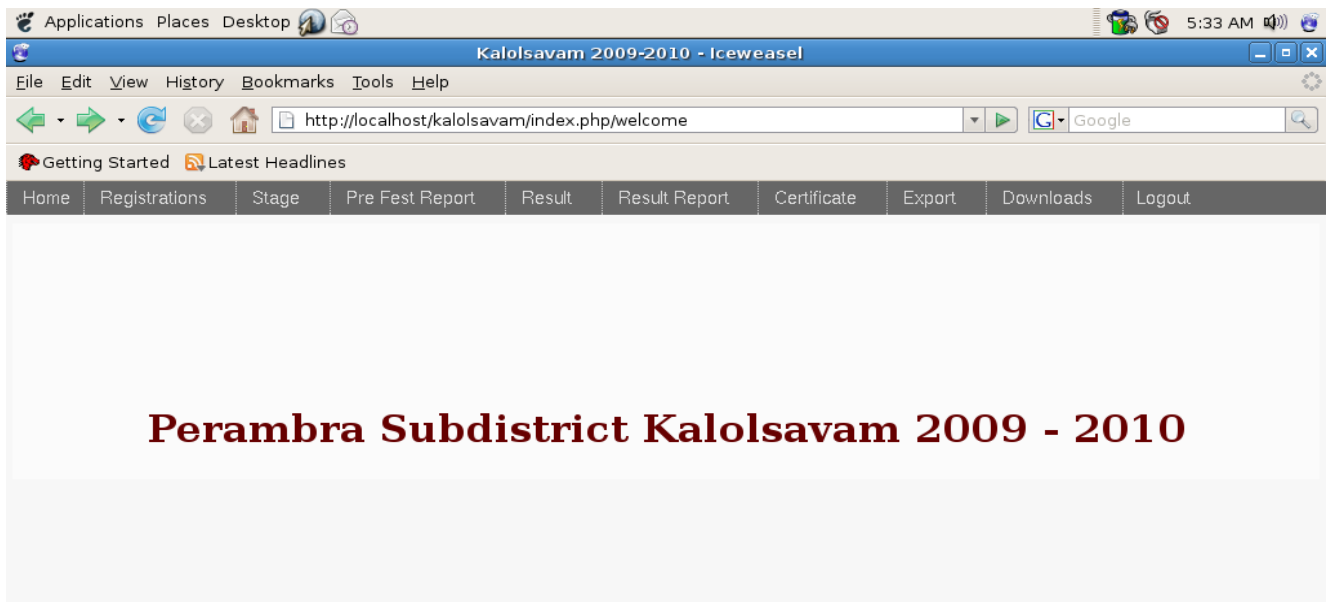 Applications Places Desktop 5:33 AM
Kalolsavam 2009-2010 - Iceweasel
File Edit View History Bookmarks Tools Help
http://localhost/kalolsavam/index.php/welcome G Google
Getting Started Latest Headlines
Home Registrations Stage Pre Fest Report Result Result Report Certificate Export Downloads Logout
Perambra Subdistrict Kalolsavam 2009 - 2010